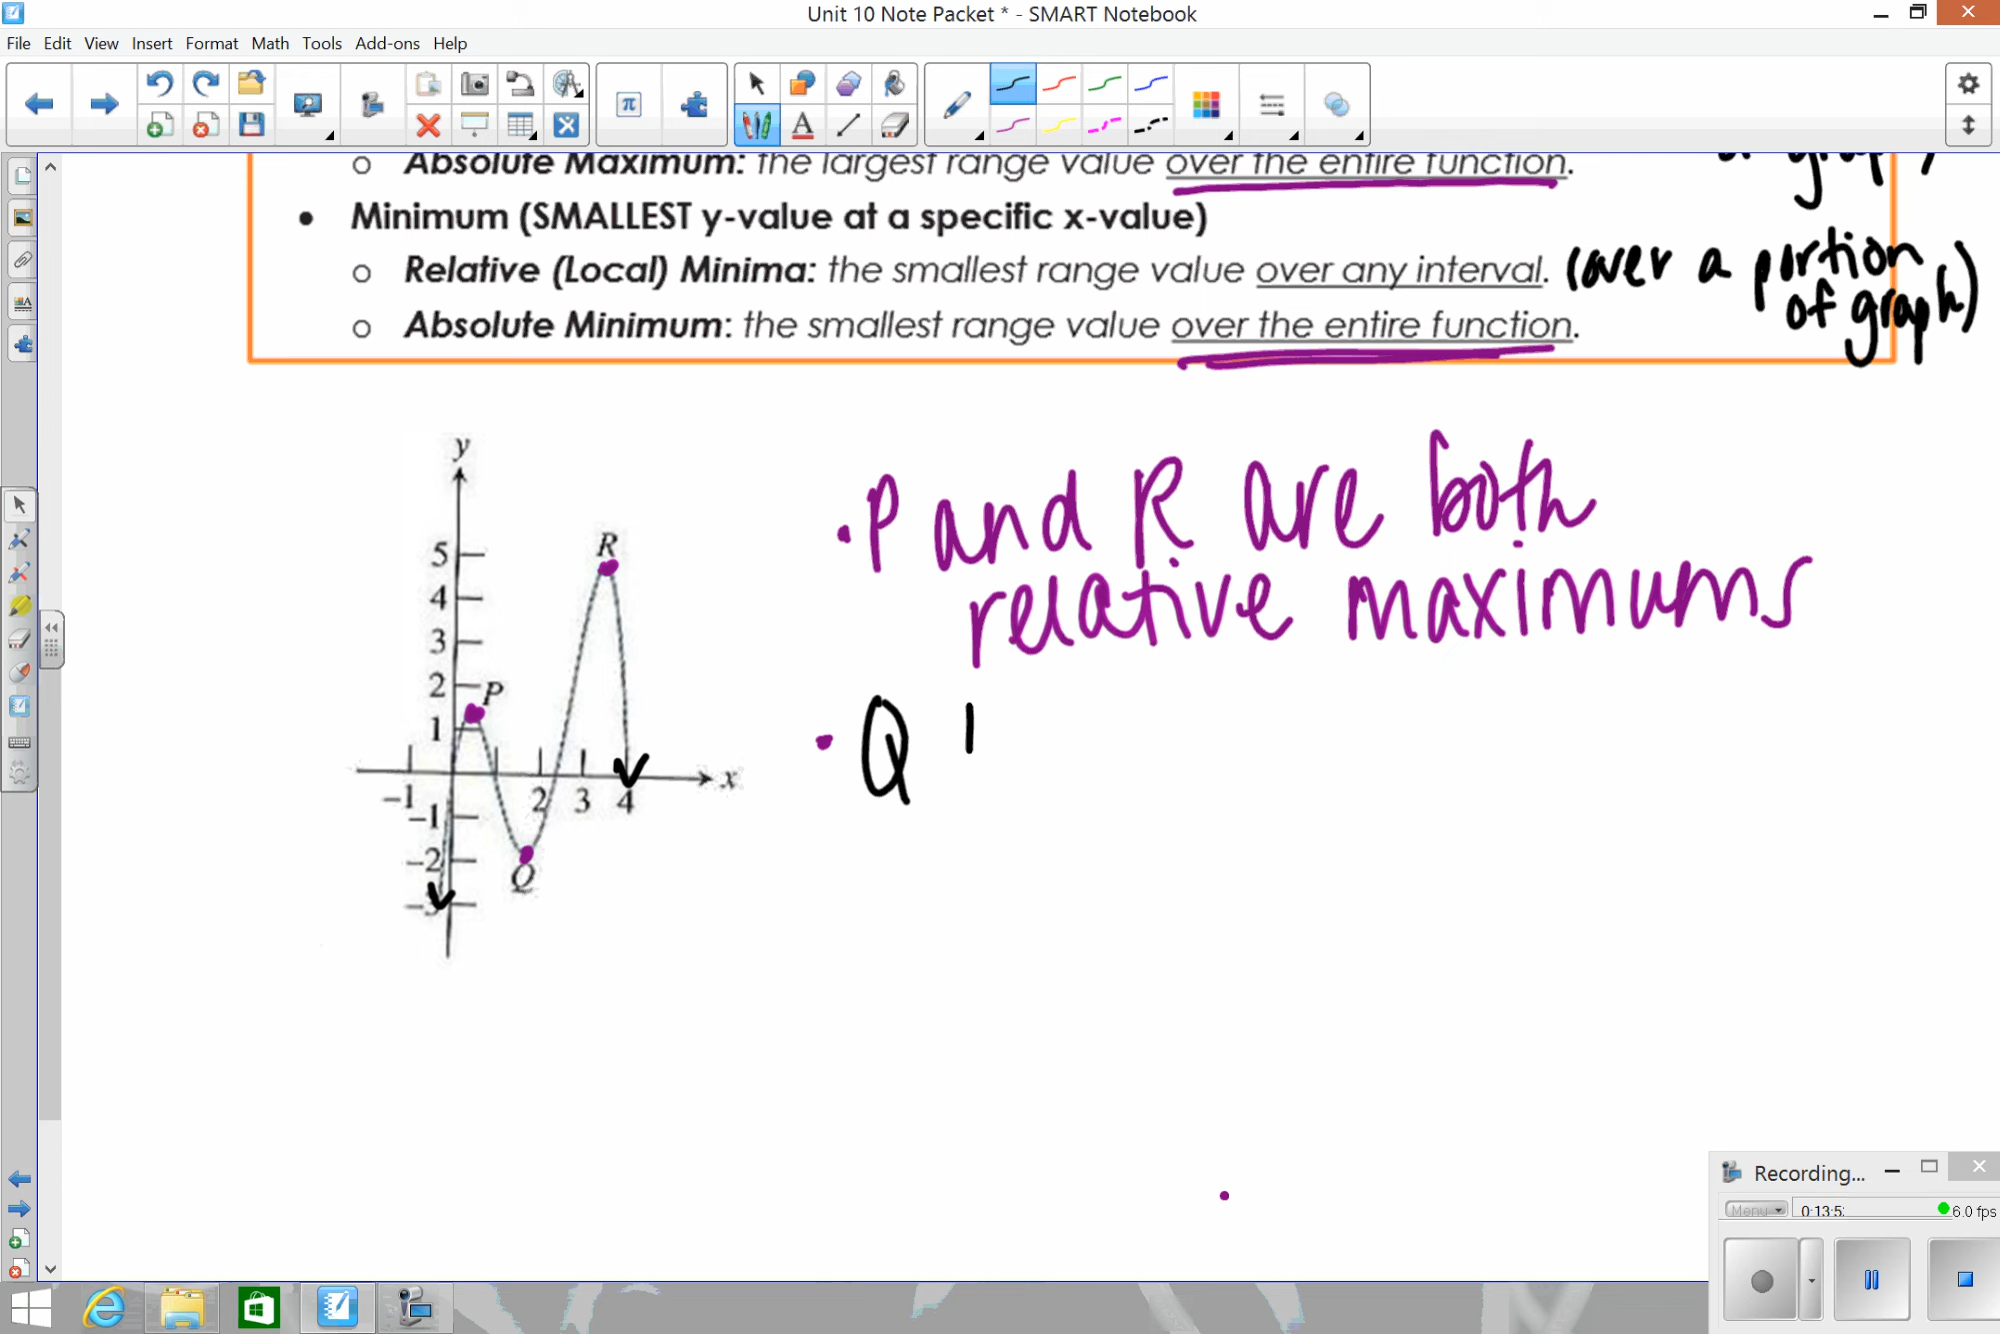 Unit 10 Note Packet * - SMART Notebook
File Edit View Insert Format Math Tools Add-ons Help
o Absolute Maximum: the largest range value over the entire function.
• Minimum (SMALLEST y-value at a specific x-value)
o Relative (Local) Minima: the smallest range value over any interval. (over a portion
of graph)
o Absolute Minimum: the smallest range value over the entire function.
y
5
4
3
2
1
-1
-1
-2
-3
2 3 4
x
R
P
Q
• P and R are both
relative maximums
• Q
Recording...
Menu
0:13:5
6.0 fps